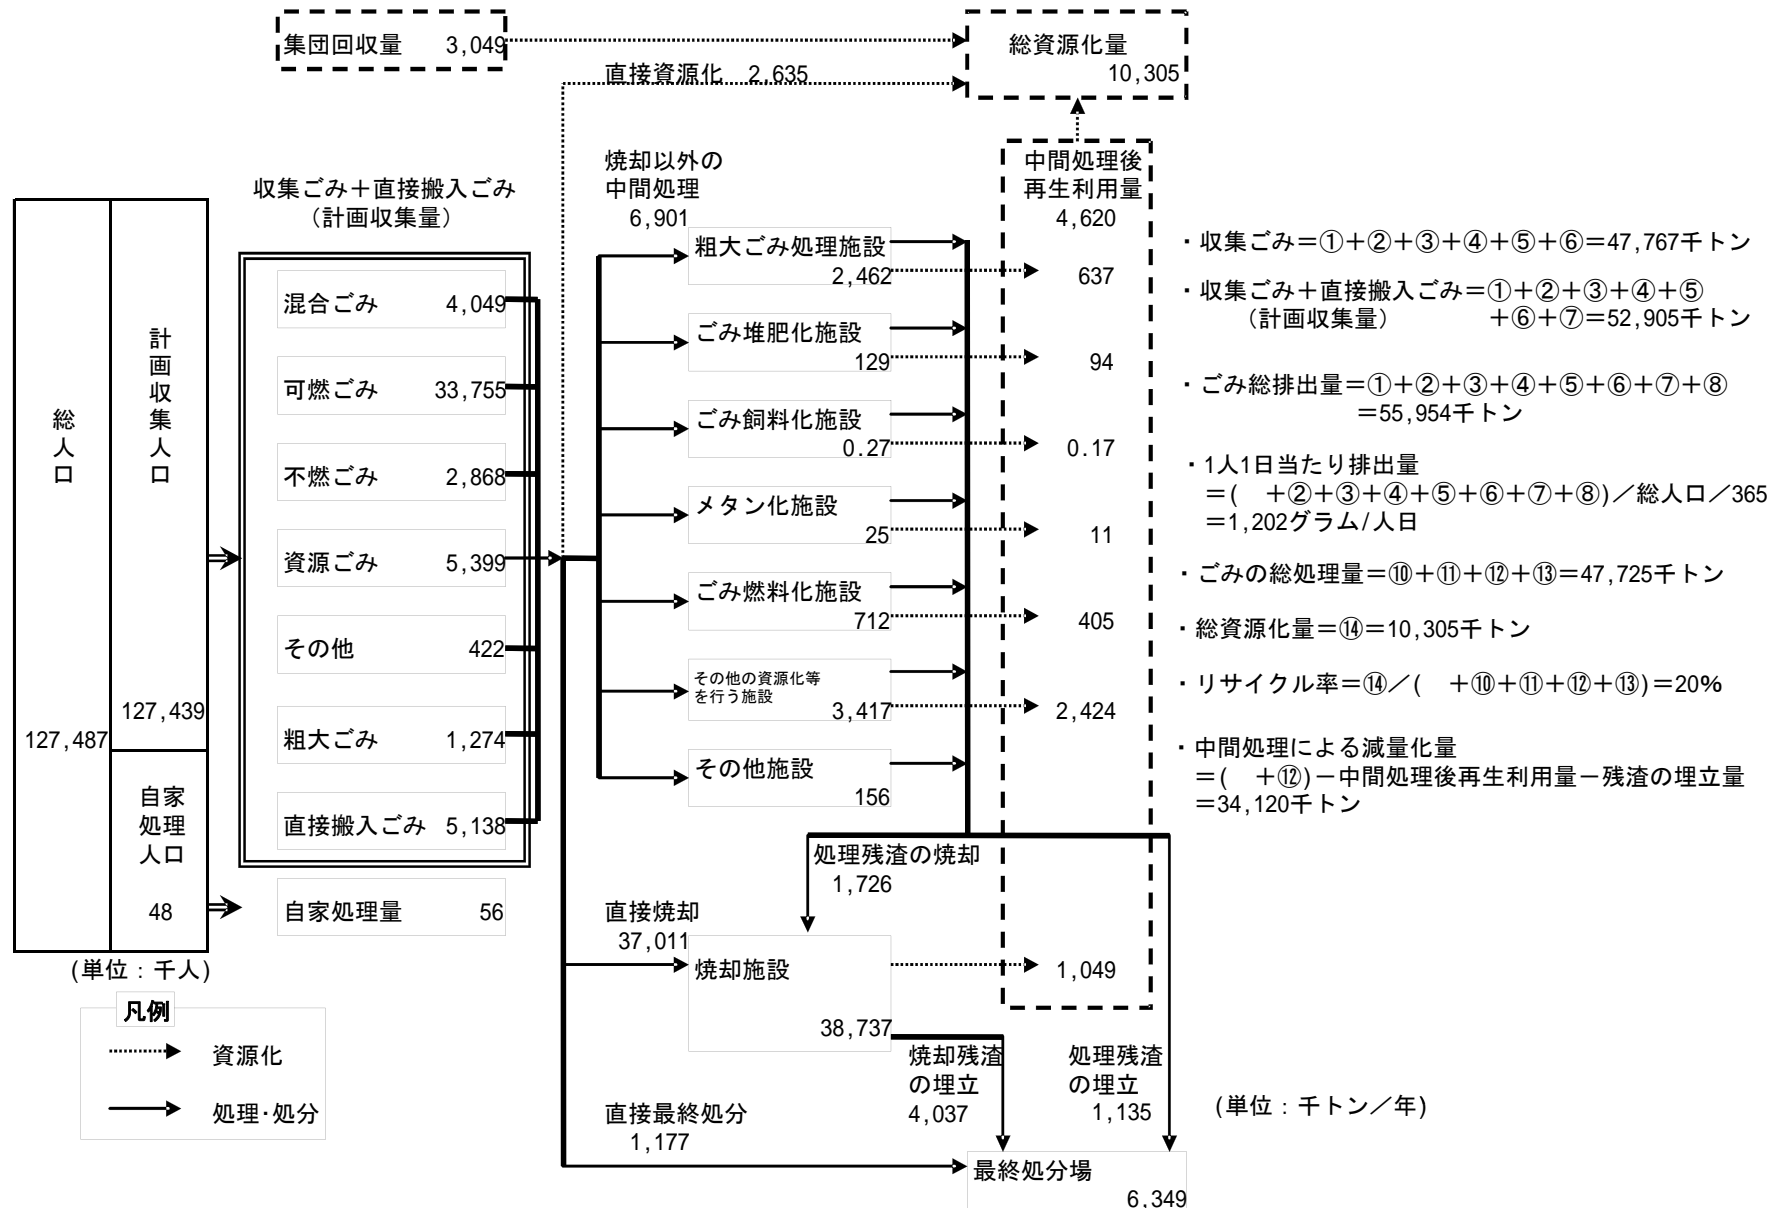 集団回収量 3,049
総資源化量
10,305
直接資源化 2,635
焼却以外の
中間処理
6,901
中間処理後
再生利用量
4,620
収集ごみ＋直接搬入ごみ
（計画収集量）
混合ごみ 4,049
可燃ごみ 33,755
不燃ごみ 2,868
資源ごみ 5,399
その他 422
粗大ごみ 1,274
直接搬入ごみ 5,138
自家処理量 56
総人口
127,487
計画収集人口
127,439
自家
処理
人口
48
(単位：千人)
凡例
資源化
処理・処分
粗大ごみ処理施設
2,462
637
ごみ堆肥化施設
129
94
ごみ飼料化施設
0.27
0.17
メタン化施設
25
11
ごみ燃料化施設
712
405
その他の資源化等
を行う施設
3,417
2,424
その他施設
156
処理残渣の焼却
1,726
直接焼却
37,011
焼却施設
38,737
1,049
焼却残渣
の埋立
4,037
処理残渣
の埋立
1,135
直接最終処分
1,177
最終処分場
6,349
(単位：千トン／年)
・収集ごみ＝①＋②＋③＋④＋⑤＋⑥＝47,767千トン
・収集ごみ＋直接搬入ごみ＝①＋②＋③＋④＋⑤
（計画収集量） ＋⑥＋⑦＝52,905千トン
・ごみ総排出量＝①＋②＋③＋④＋⑤＋⑥＋⑦＋⑧
＝55,954千トン
・1人1日当たり排出量
＝( ＋②＋③＋④＋⑤＋⑥＋⑦＋⑧)／総人口／365
＝1,202グラム/人日
・ごみの総処理量＝⑩＋⑪＋⑫＋⑬＝47,725千トン
・総資源化量＝⑭＝10,305千トン
・リサイクル率＝⑭／( ＋⑩＋⑪＋⑫＋⑬)＝20%
・中間処理による減量化量
＝( ＋⑫)－中間処理後再生利用量－残渣の埋立量
＝34,120千トン